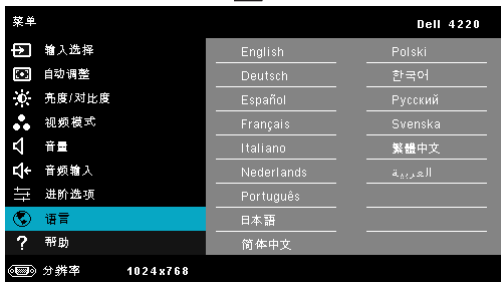 菜单 Dell 4220
输入选择
自动调整
亮度/对比度
视频模式
音量
音频输入
进阶选项
语言
帮助
English Polski
Deutsch 한국어
Español Русский
Français Svenska
Italiano 繁體中文
Nederlands العربية
Português
日本語
简体中文
分辨率 1024x768